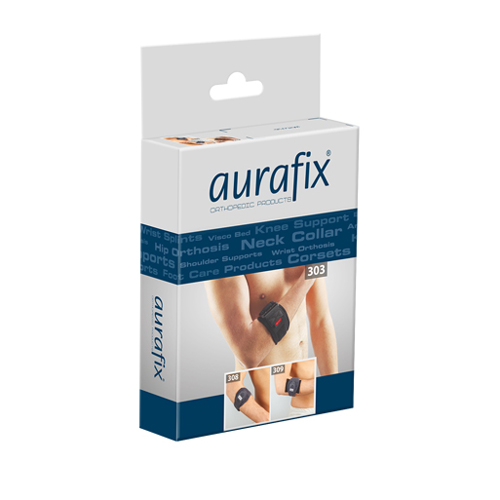 aurafix®
ORTHOPEDIC PRODUCTS
Wrist Splints Visco Bed Knee Support
Hip Orthosis Neck Collar
Shoulder Supports Wrist Orthosis
Foot Care Products Corsets
303
308
309
aurafix®